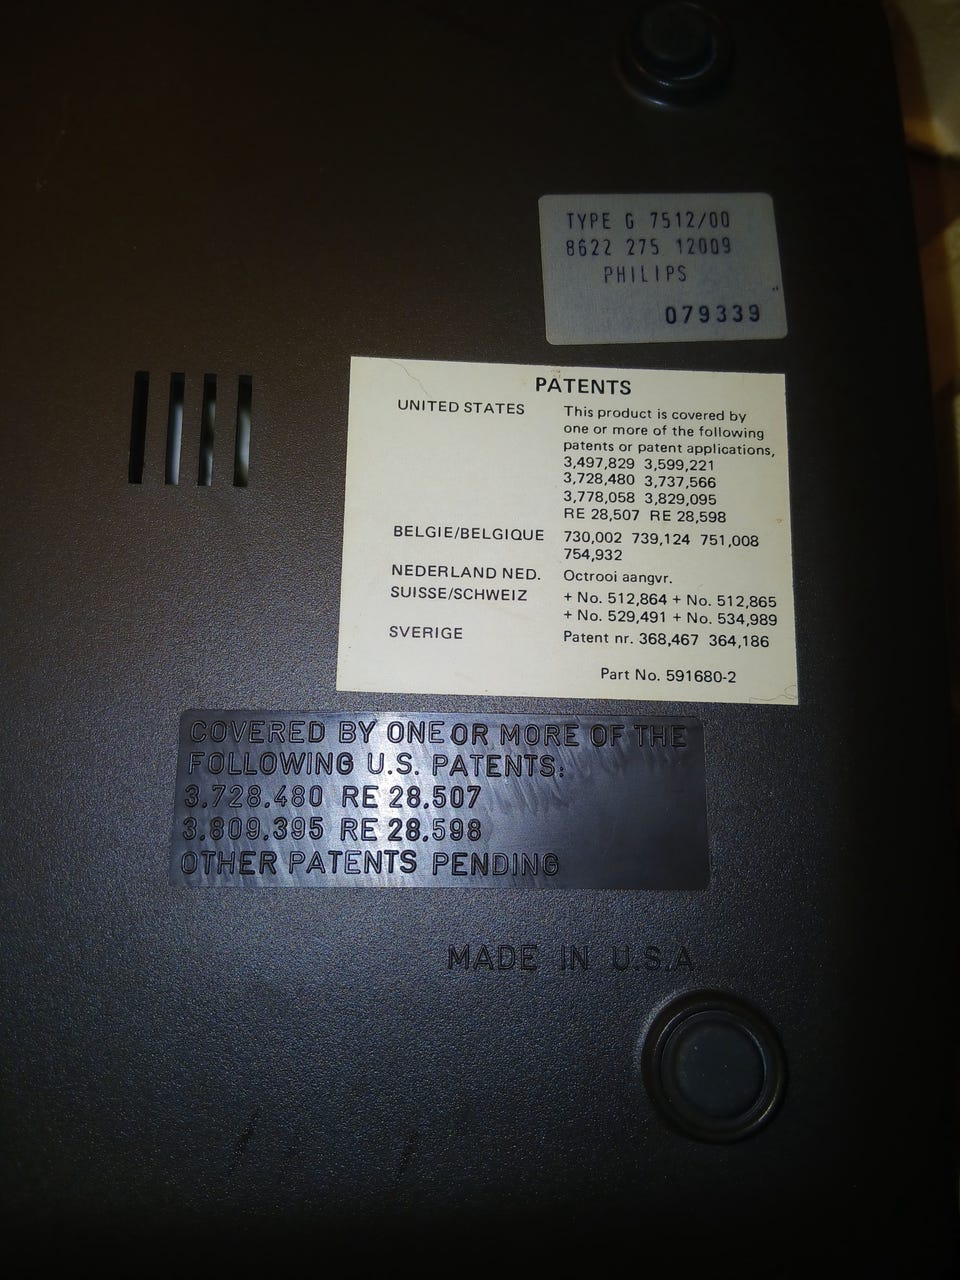 TYPE G 7512/00
8622 275 12009
PHILIPS
079339
PATENTS
UNITED STATES This product is covered by
one or more of the following
patents or patent applications,
3,497,829 3,599,221
3,728,480 3,737,566
3,778,058 3,829,095
RE 28,507 RE 28,598
BELGIE/BELGIQUE 730,002 739,124 751,008
754,932
NEDERLAND NED. Octrooi aangvr.
SUISSE/SCHWEIZ + No. 512,864 + No. 512,865
+ No. 529,491 + No. 534,989
SVERIGE Patent nr. 368,467 364,186
Part No. 591680-2
COVERED BY ONE OR MORE OF THE
FOLLOWING U.S. PATENTS:
3.728.480 RE 28.507
3.809.395 RE 28.598
OTHER PATENTS PENDING
MADE IN U.S.A.